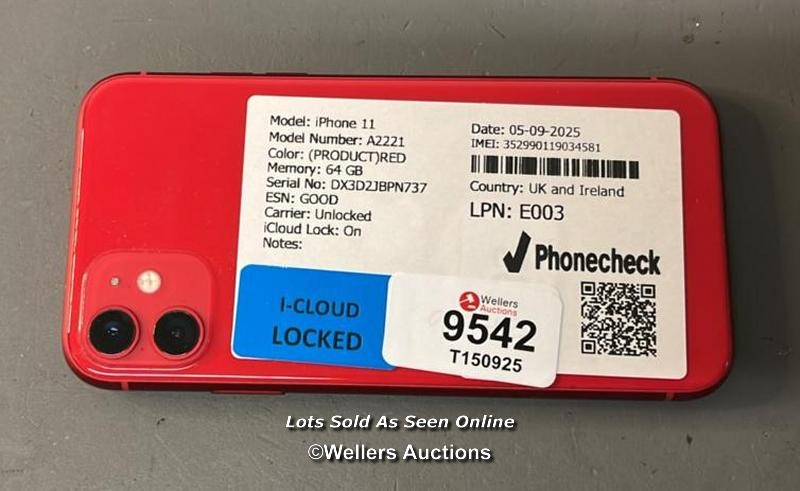 Model: iPhone 11
Model Number: A2221
Color: (PRODUCT)RED
Memory: 64 GB
Serial No: DX3D2JBPN737
ESN: GOOD
Carrier: Unlocked
iCloud Lock: On
Notes:
Date: 05-09-2025
IMEI: 352990119034581
Country: UK and Ireland
LPN: E003
Phonecheck
I-CLOUD
LOCKED
Wellers
Auctions
9542
T150925
Lots Sold As Seen Online
©Wellers Auctions